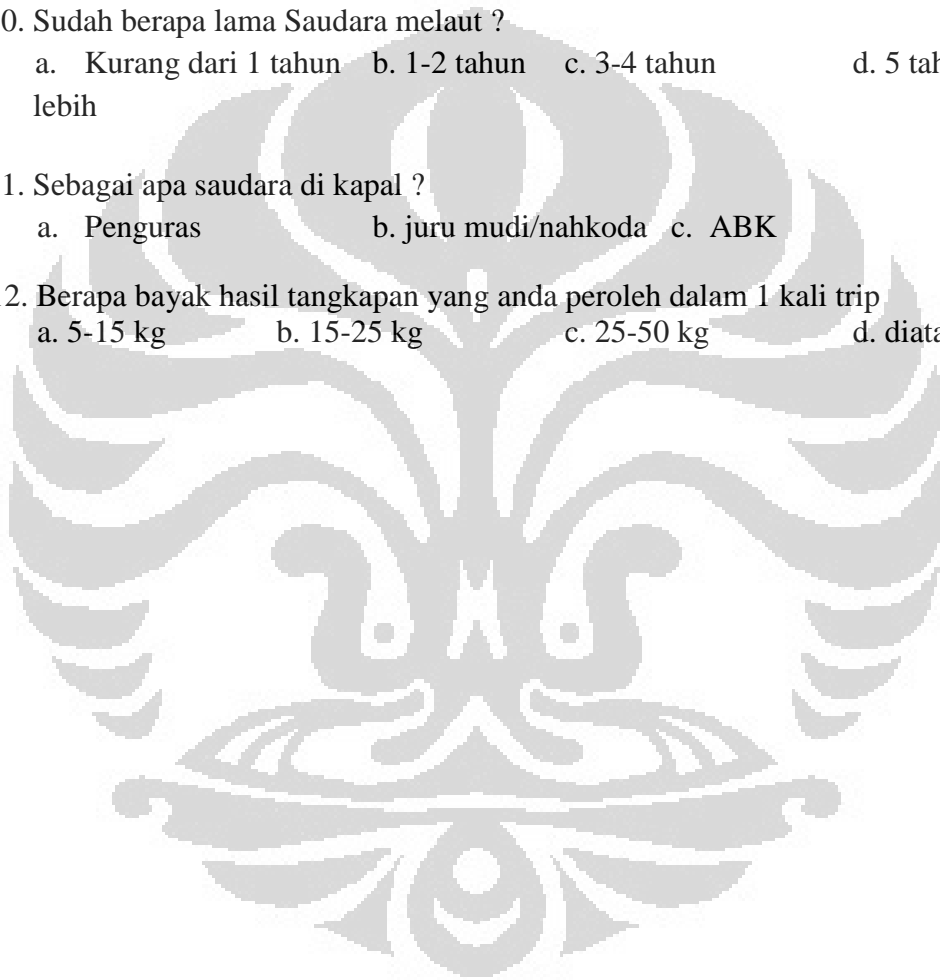 0. Sudah berapa lama Saudara melaut ?
a. Kurang dari 1 tahun b. 1-2 tahun c. 3-4 tahun d. 5
lebih
1. Sebagai apa saudara di kapal ?
a. Penguras b. juru mudi/nahkoda c. ABK
2. Berapa bayak hasil tangkapan yang anda peroleh dalam 1 kali trip
a. 5-15 kg b. 15-25 kg c. 25-50 kg d.